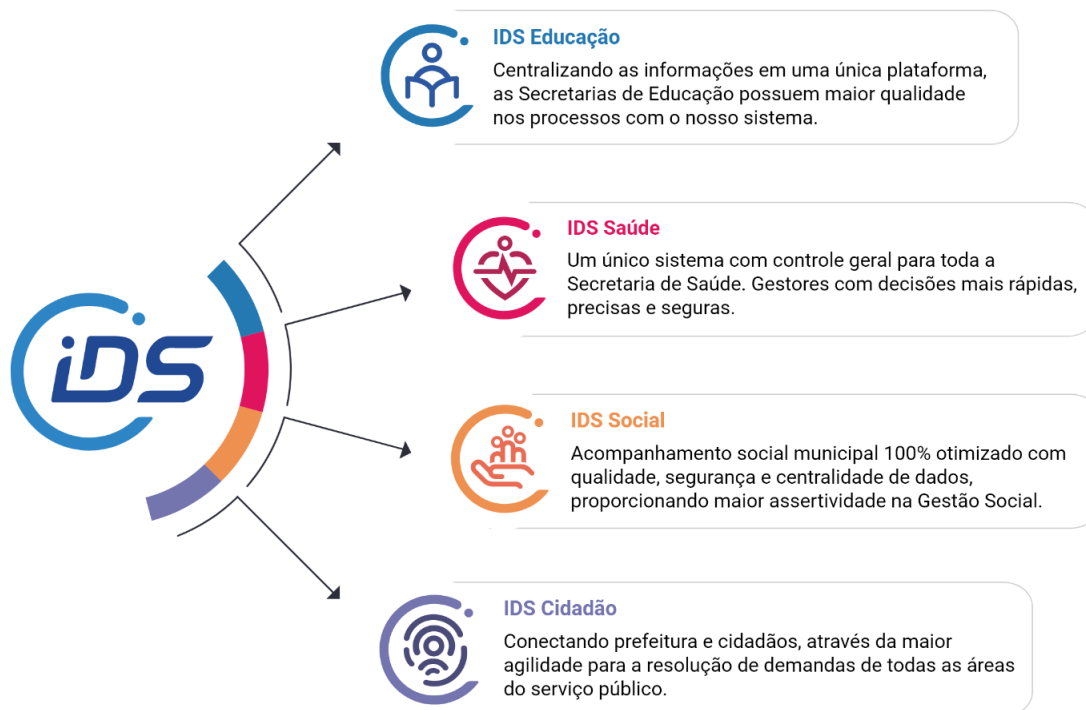 IDS Educação
Centralizando as informações em uma única plataforma,
as Secretarias de Educação possuem maior qualidade
nos processos com o nosso sistema.
IDS Saúde
Um único sistema com controle geral para toda a
Secretaria de Saúde. Gestores com decisões mais rápidas,
precisas e seguras.
iDS
IDS Social
Acompanhamento social municipal 100% otimizado com
qualidade, segurança e centralidade de dados,
proporcionando maior assertividade na Gestão Social.
IDS Cidadão
Conectando prefeitura e cidadãos, através da maior
agilidade para a resolução de demandas de todas as áreas
do serviço público.